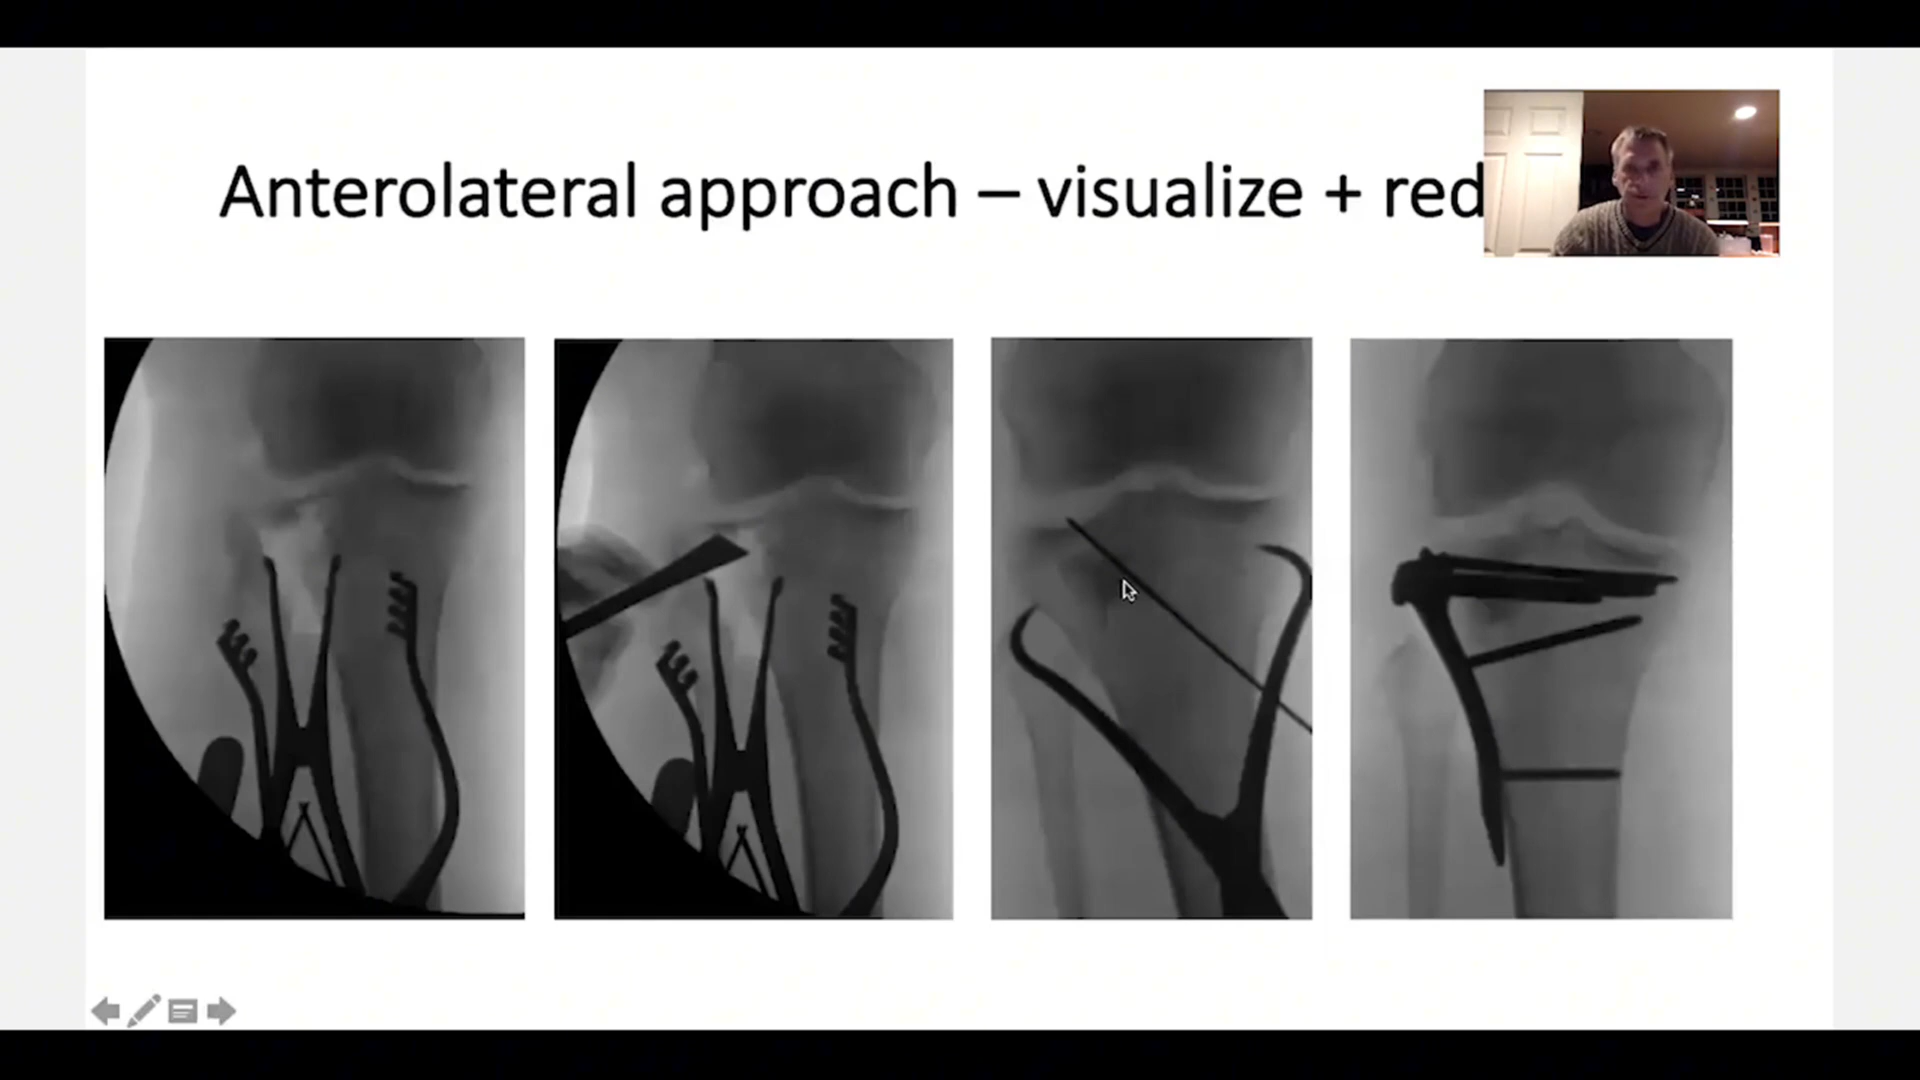 Anterolateral approach – visualize + red